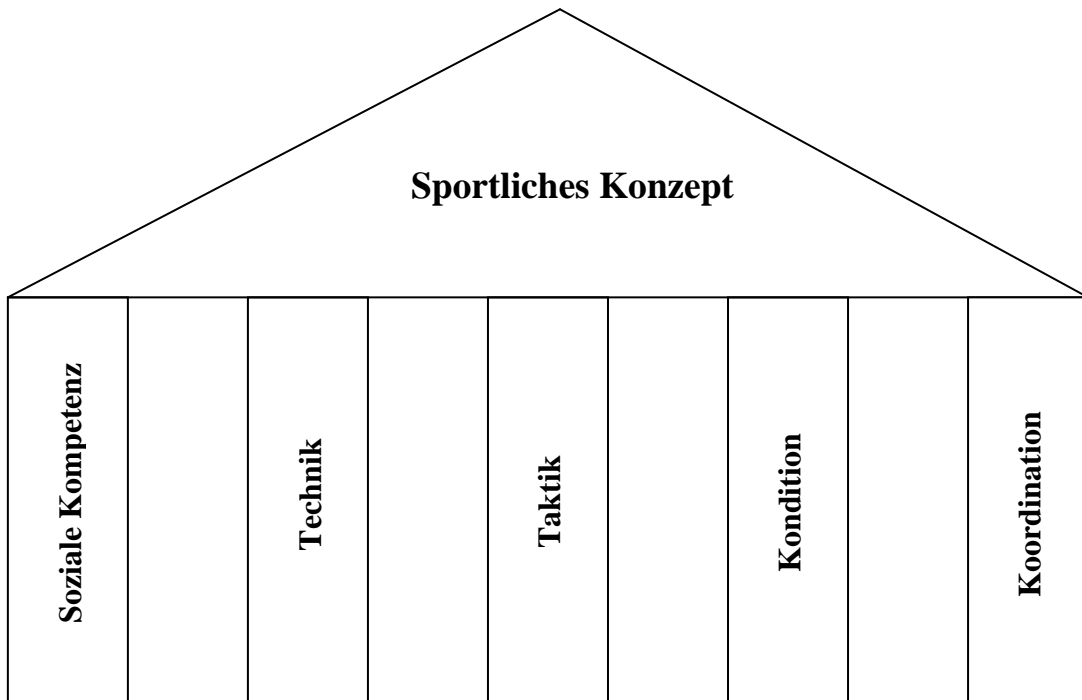 Sportliches Konzept
Soziale Kompetenz
Technik
Taktik
Kondition
Koordination